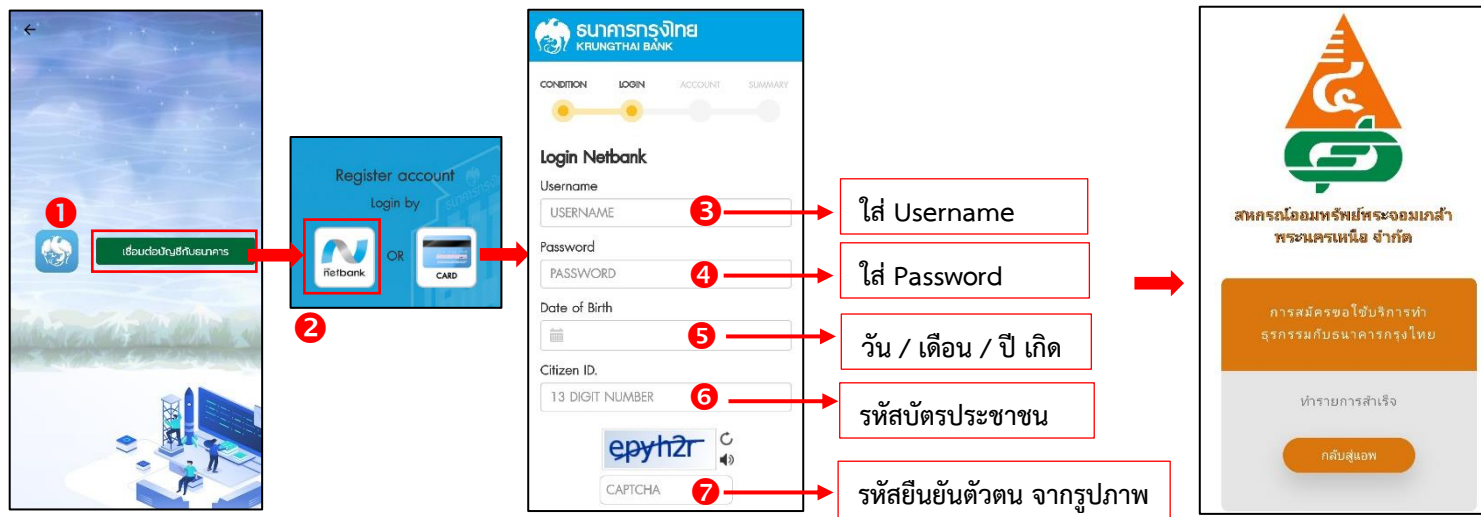 1
เชื่อมต่อบัญชีกับธนาคาร
Register account
Login by
netbank
OR
CARD
2
ธนาคารกรุงไทย
KRUNGTHAI BANK
CONDITION LOGIN ACCOUNT SUMMARY
Login Netbank
Username
USERNAME 3
ใส่ Username
Password
PASSWORD 4
ใส่ Password
Date of Birth
5
วัน / เดือน / ปี เกิด
Citizen ID.
13 DIGIT NUMBER 6
รหัสบัตรประชาชน
epyh2r
CAPTCHA 7
รหัสยืนยันตัวตน จากรูปภาพ
สหกรณ์ออมทรัพย์พระจอมเกล้า
พระนครเหนือ จำกัด
การสมัครขอใช้บริการทำ
ธุรกรรมกับธนาคารกรุงไทย
ทำรายการสำเร็จ
กลับสู่แอพ